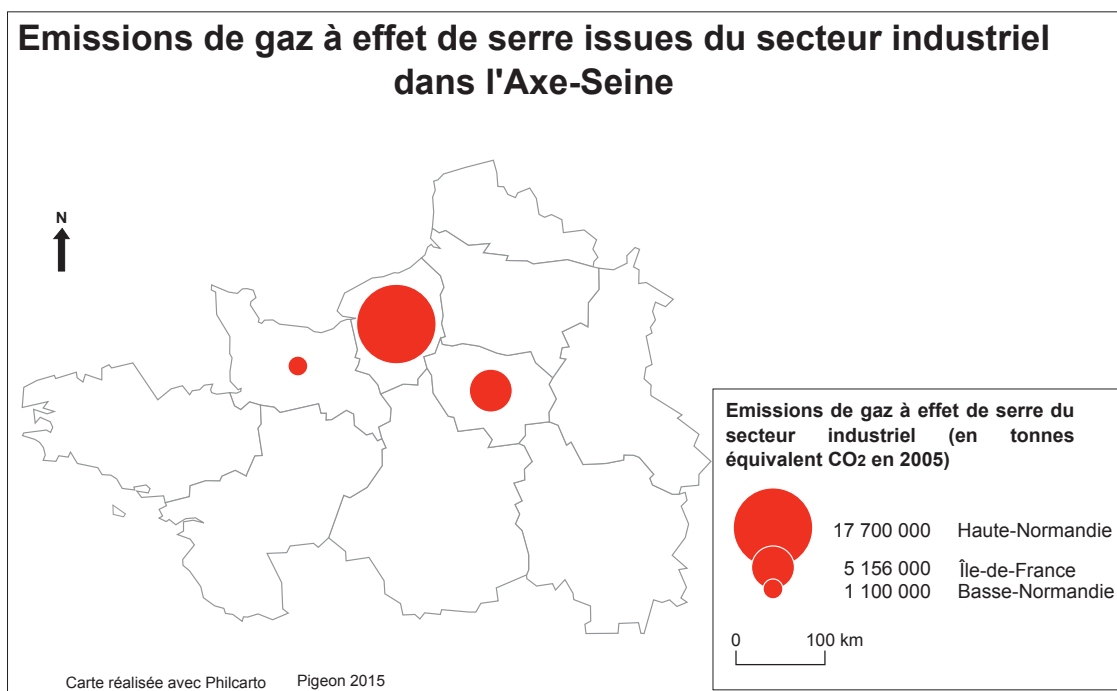 Emissions de gaz à effet de serre issues du secteur industriel
dans l'Axe-Seine
N
Emissions de gaz à effet de serre du
secteur industriel (en tonnes
équivalent CO2 en 2005)
17 700 000 Haute-Normandie
5 156 000 Île-de-France
1 100 000 Basse-Normandie
0 100 km
Carte réalisée avec Philcarto Pigeon 2015